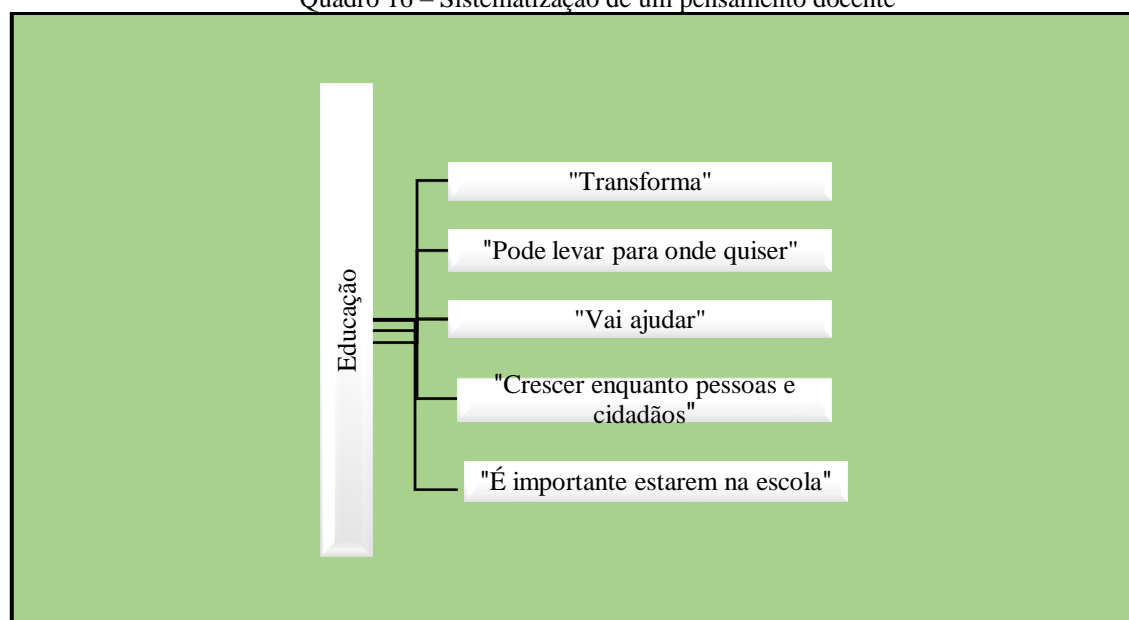 Quadro 16 – Sistematização de um pensamento docente
Educação
"Transforma"
"Pode levar para onde quiser"
"Vai ajudar"
"Crescer enquanto pessoas e
cidadãos"
"É importante estarem na escola"